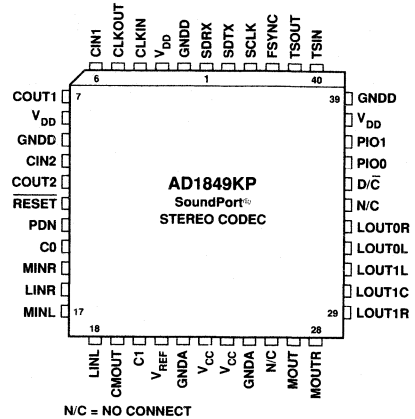 CIN1 CLKOUT CLKIN VDD GNDD SDRX SDTX SCLK FSYNC TSOUT TSIN
6 1 40
COUT1 7 39 GNDD
VDD VDD
GNDD PIO1
CIN2 PIO0
COUT2 D/C̅
R̅E̅S̅E̅T̅ N/C
PDN LOUT0R
C0 LOUT0L
MINR LOUT1L
LINR LOUT1C
MINL 17 29 LOUT1R
AD1849KP
SoundPort
STEREO CODEC
18 28
LINL CMOUT C1 VREF GNDA VCC VCC GNDA N/C MOUT MOUTR
N/C = NO CONNECT